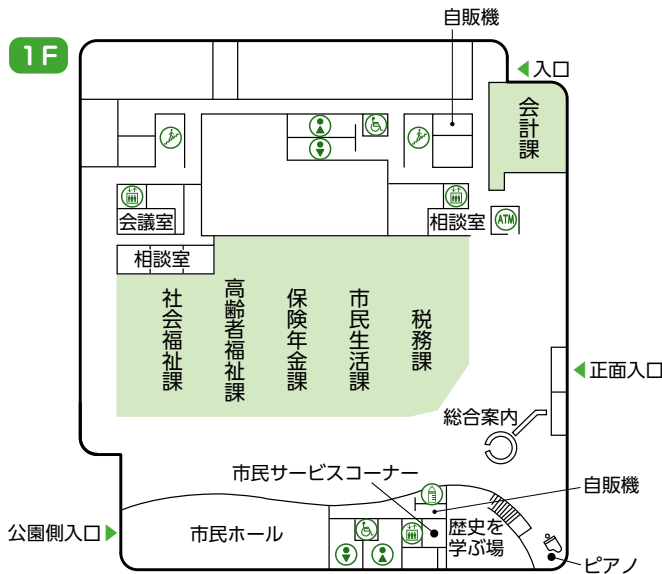 自販機
1F
入口
会計課
会議室
相談室
ATM
相談室
社会福祉課
高齢者福祉課
保険年金課
市民生活課
税務課
正面入口
総合案内
市民サービスコーナー
自販機
公園側入口
市民ホール
歴史を
学ぶ場
ピアノ